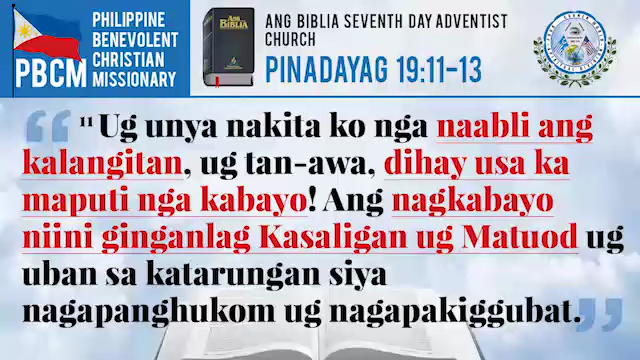 PBCM
PHILIPPINE
BENEVOLENT
CHRISTIAN
MISSIONARY
Ang
BIBLIA
ANG BIBLIA SEVENTH DAY ADVENTIST
CHURCH
PINADAYAG 19:11-13
“ 11 Ug unya nakita ko nga naabli ang
kalangitan, ug tan-awa, dihay usa ka
maputi nga kabayo! Ang nagkabayo
niini ginganlag Kasaligan ug Matuod ug
uban sa katarungan siya
nagapanghukom ug nagapakiggubat. ”